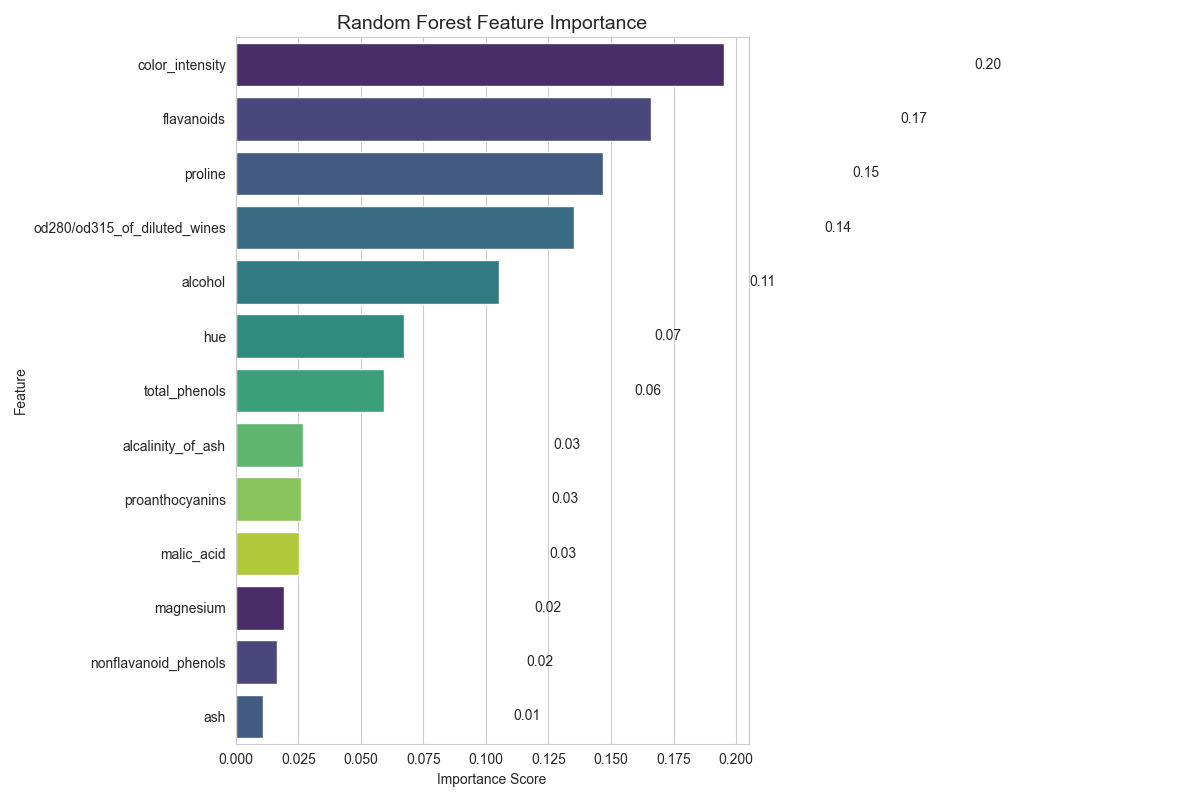 Random Forest Feature Importance
color_intensity 0.20
flavanoids 0.17
proline 0.15
od280/od315_of_diluted_wines 0.14
alcohol 0.11
hue 0.07
total_phenols 0.06
alcalinity_of_ash 0.03
proanthocyanins 0.03
malic_acid 0.03
magnesium 0.02
nonflavanoid_phenols 0.02
ash 0.01
Feature
0.000 0.025 0.050 0.075 0.100 0.125 0.150 0.175 0.200
Importance Score